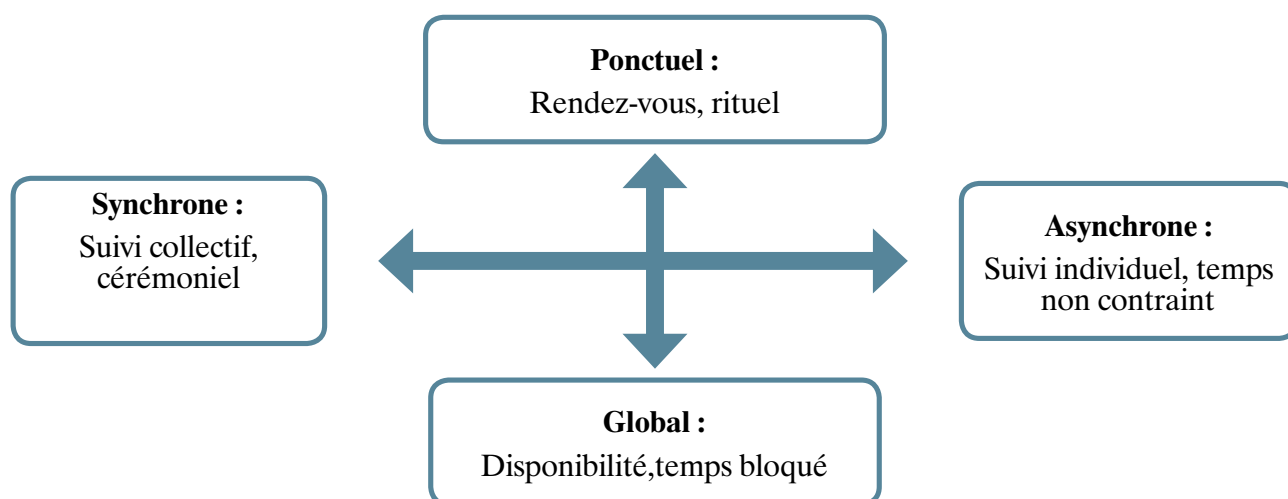 Ponctuel :
Rendez-vous, rituel
Synchrone :
Suivi collectif,
cérémoniel
Asynchrone :
Suivi individuel, temps
non contraint
Global :
Disponibilité,temps bloqué